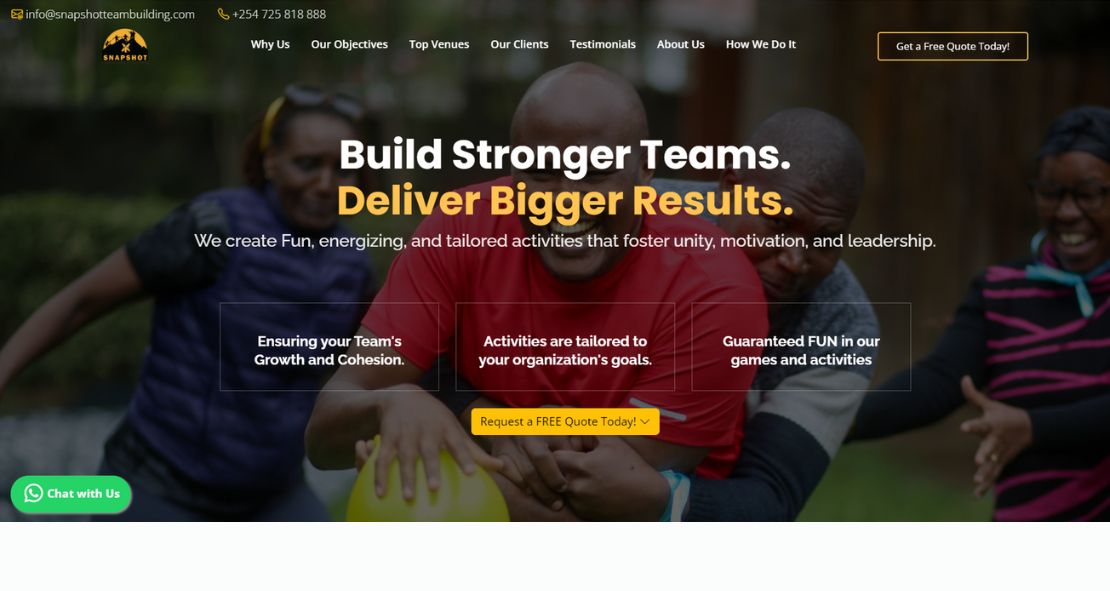 info@snapshotteambuilding.com
+254 725 818 888
SNAPSHOT
Why Us
Our Objectives
Top Venues
Our Clients
Testimonials
About Us
How We Do It
Get a Free Quote Today!
Build Stronger Teams.
Deliver Bigger Results.
We create Fun, energizing, and tailored activities that foster unity, motivation, and leadership.
Ensuring your Team's
Growth and Cohesion.
Activities are tailored to
your organization's goals.
Guaranteed FUN in our
games and activities
Request a FREE Quote Today!
Chat with Us